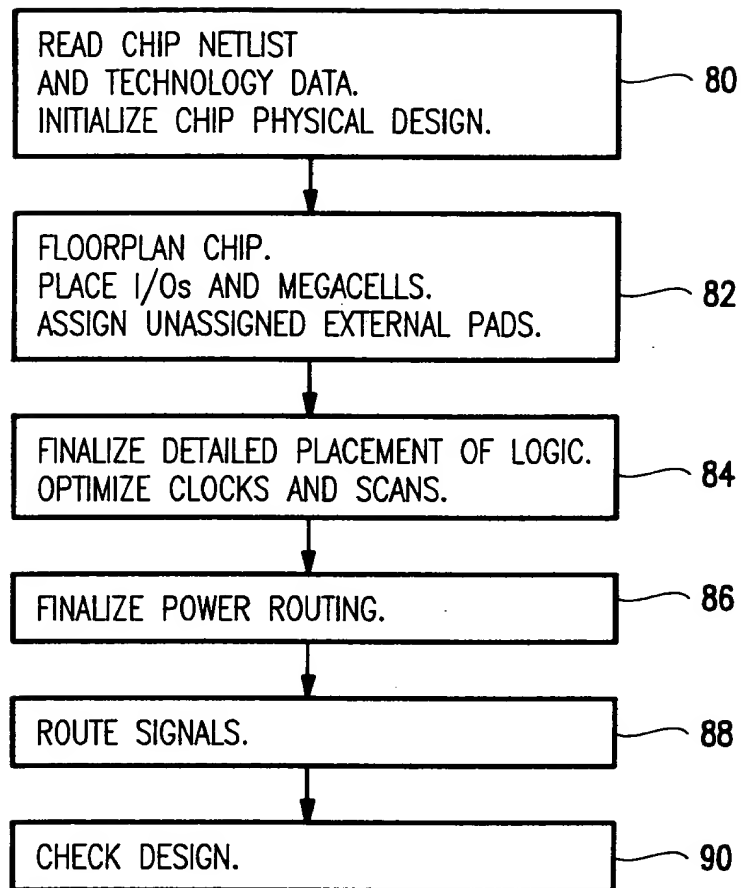 READ CHIP NETLIST
AND TECHNOLOGY DATA.
INITIALIZE CHIP PHYSICAL DESIGN.
80
FLOORPLAN CHIP.
PLACE I/Os AND MEGACELLS.
ASSIGN UNASSIGNED EXTERNAL PADS.
82
FINALIZE DETAILED PLACEMENT OF LOGIC.
OPTIMIZE CLOCKS AND SCANS.
84
FINALIZE POWER ROUTING.
86
ROUTE SIGNALS.
88
CHECK DESIGN.
90